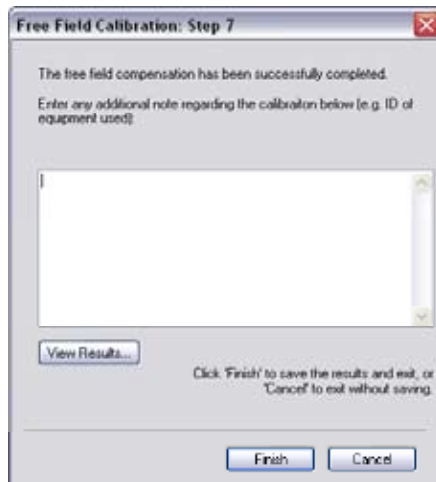 Free Field Calibration: Step 7
The free field compensation has been successfully completed.
Enter any additional note regarding the calibraiton below (e.g. ID of
equipment used):
View Results...
Click 'Finish' to save the results and exit, or
'Cancel' to exit without saving.
Finish
Cancel